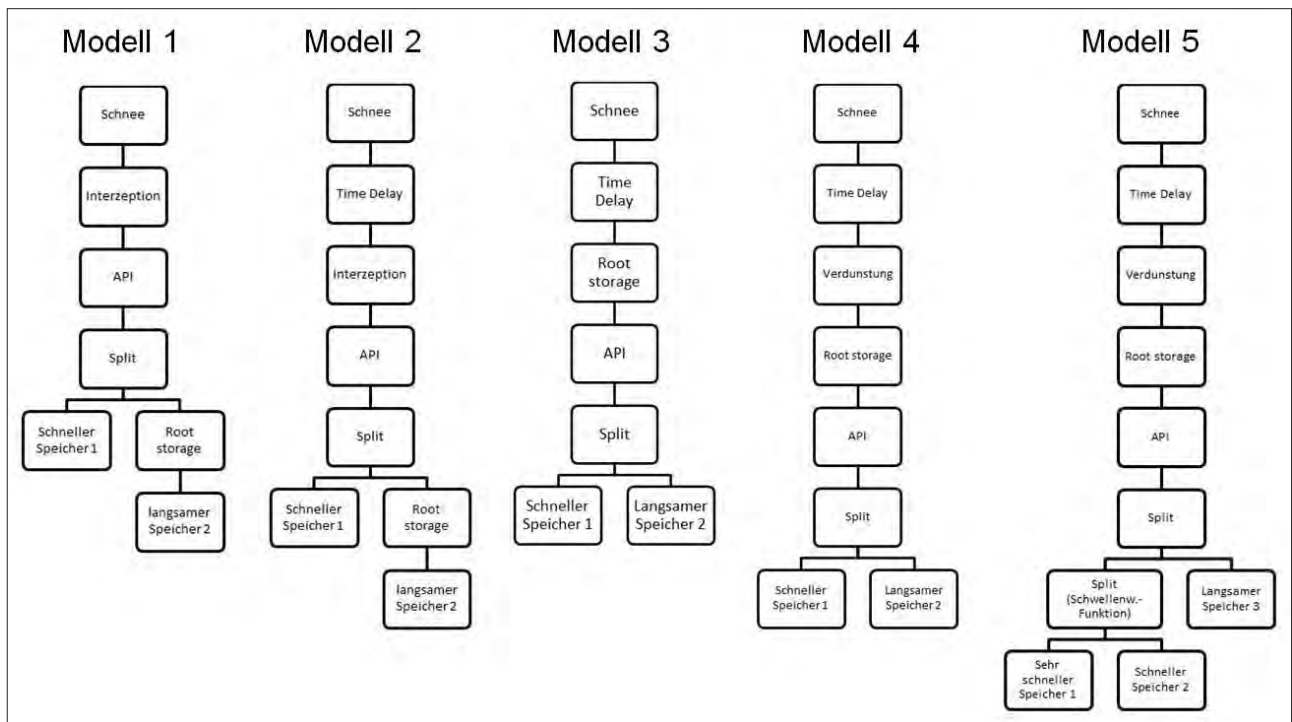 Modell 1
Schnee
Interzeption
API
Split
Schneller
Speicher 1
Root
storage
langsamer
Speicher 2
Modell 2
Schnee
Time Delay
Interzeption
API
Split
Schneller
Speicher 1
Root
storage
langsamer
Speicher 2
Modell 3
Schnee
Time
Delay
Root
storage
API
Split
Schneller
Speicher 1
Langsamer
Speicher 2
Modell 4
Schnee
Time Delay
Verdunstung
Root storage
API
Split
Schneller
Speicher 1
Langsamer
Speicher 2
Modell 5
Schnee
Time Delay
Verdunstung
Root storage
API
Split
Split
(Schwellenw.-
Funktion)
Langsamer
Speicher 3
Sehr
schneller
Speicher 1
Schneller
Speicher 2